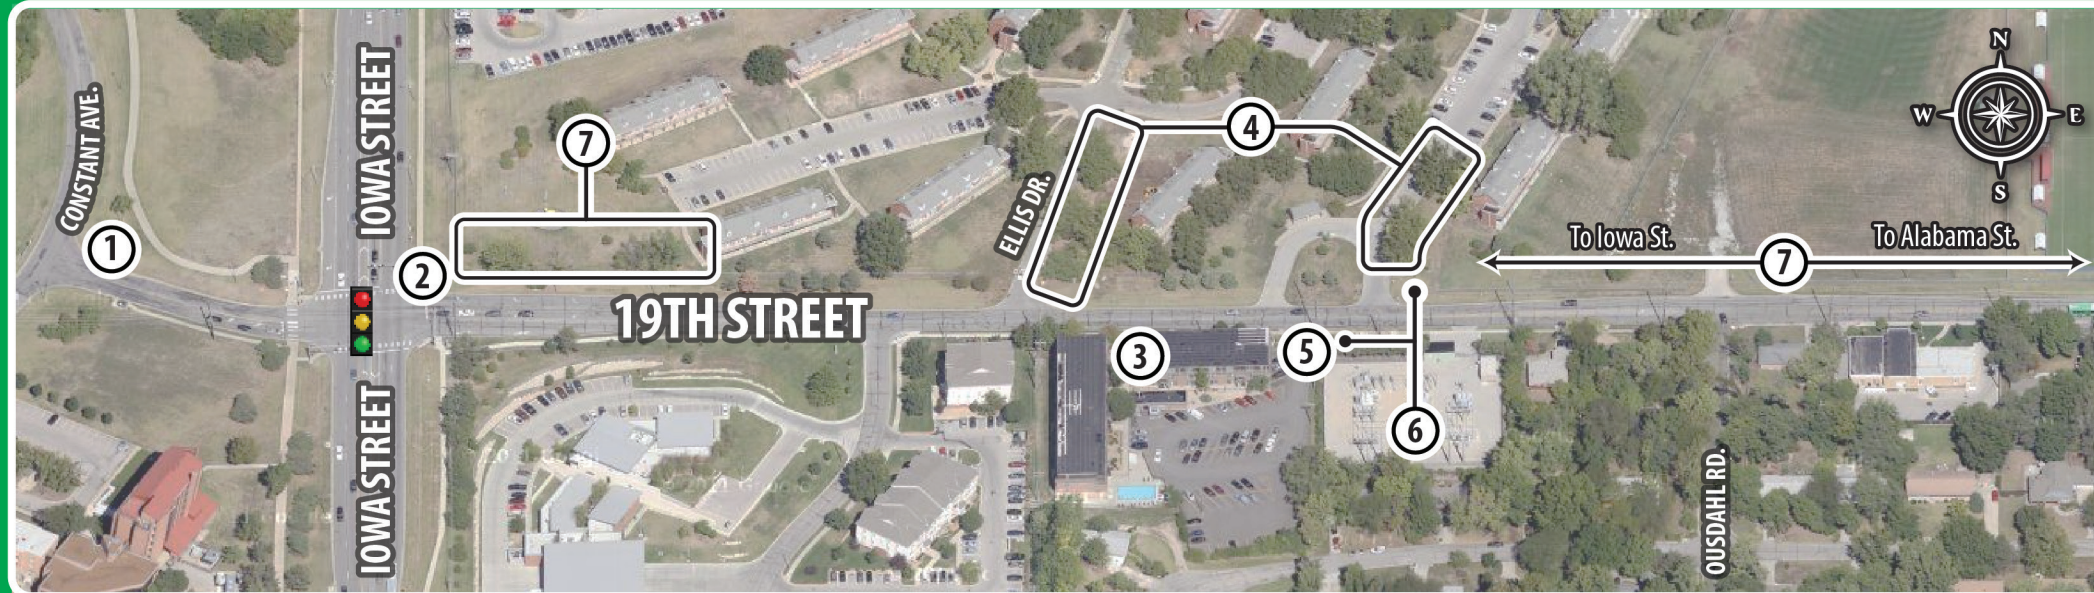 CONSTANT AVE.
IOWA STREET
7
4
N
W
E
S
1
2
ELLIS DR.
To Iowa St.
To Alabama St.
7
19TH STREET
3
5
6
IOWA STREET
OUSDAHL RD.